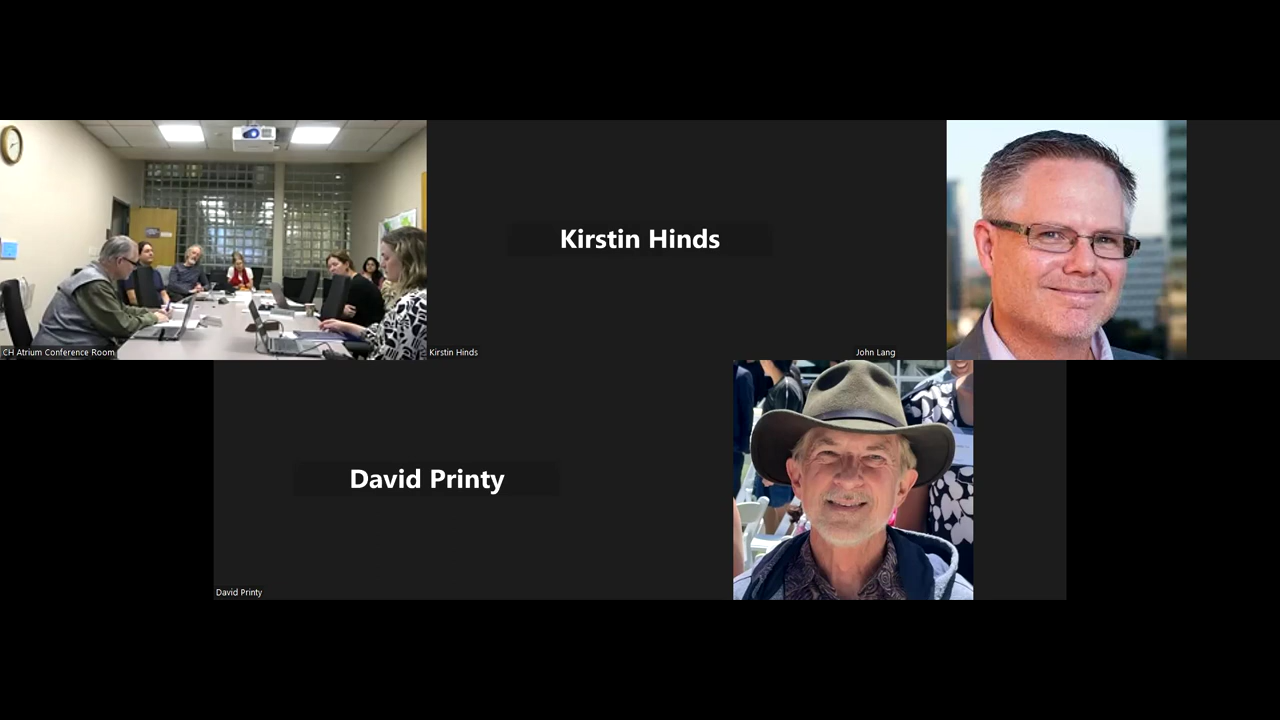 Kirstin Hinds
CH Atrium Conference Room
Kirstin Hinds
John Lang
David Printy
David Printy